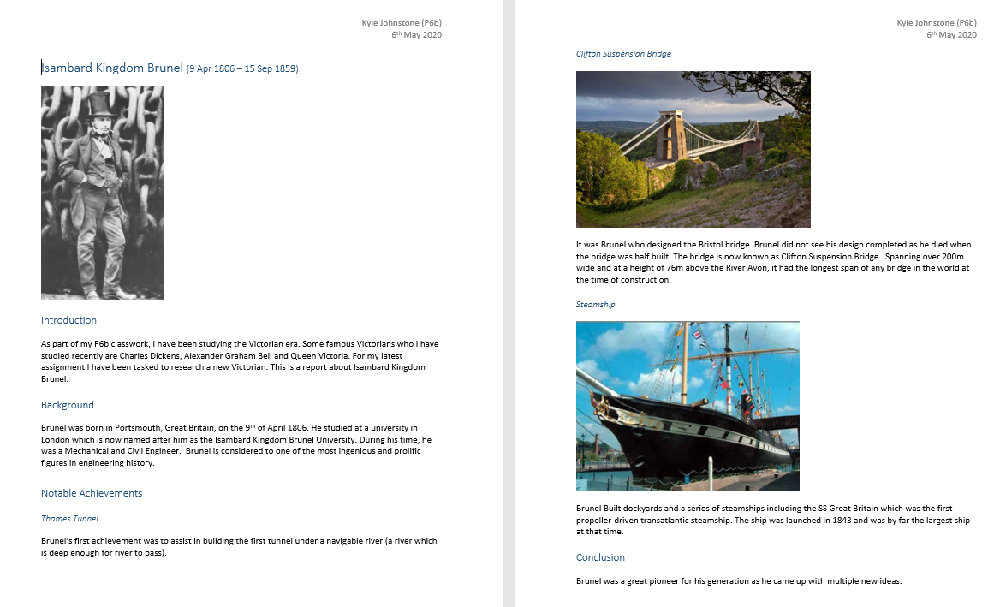 Kyle Johnstone (P6b)
6th May 2020
Isambard Kingdom Brunel (9 Apr 1806 – 15 Sep 1859)
Introduction
As part of my P6b classwork, I have been studying the Victorian era. Some famous Victorians who I have
studied recently are Charles Dickens, Alexander Graham Bell and Queen Victoria. For my latest
assignment I have been tasked to research a new Victorian. This is a report about Isambard Kingdom
Brunel.
Background
Brunel was born in Portsmouth, Great Britain, on the 9th of April 1806. He studied at a university in
London which is now named after him as the Isambard Kingdom Brunel University. During his time, he
was a Mechanical and Civil Engineer.  Brunel is considered to one of the most ingenious and prolific
figures in engineering history.
Notable Achievements
Thames Tunnel
Brunel’s first achievement was to assist in building the first tunnel under a navigable river (a river which
is deep enough for river to pass).
Kyle Johnstone (P6b)
6th May 2020
Clifton Suspension Bridge
It was Brunel who designed the Bristol bridge. Brunel did not see his design completed as he died when
the bridge was half built. The bridge is now known as Clifton Suspension Bridge.  Spanning over 200m
wide and at a height of 76m above the River Avon, it had the longest span of any bridge in the world at
the time of construction.
Steamship
Brunel Built dockyards and a series of steamships including the SS Great Britain which was the first
propeller-driven transatlantic steamship. The ship was launched in 1843 and was by far the largest ship
at that time.
Conclusion
Brunel was a great pioneer for his generation as he came up with multiple new ideas.